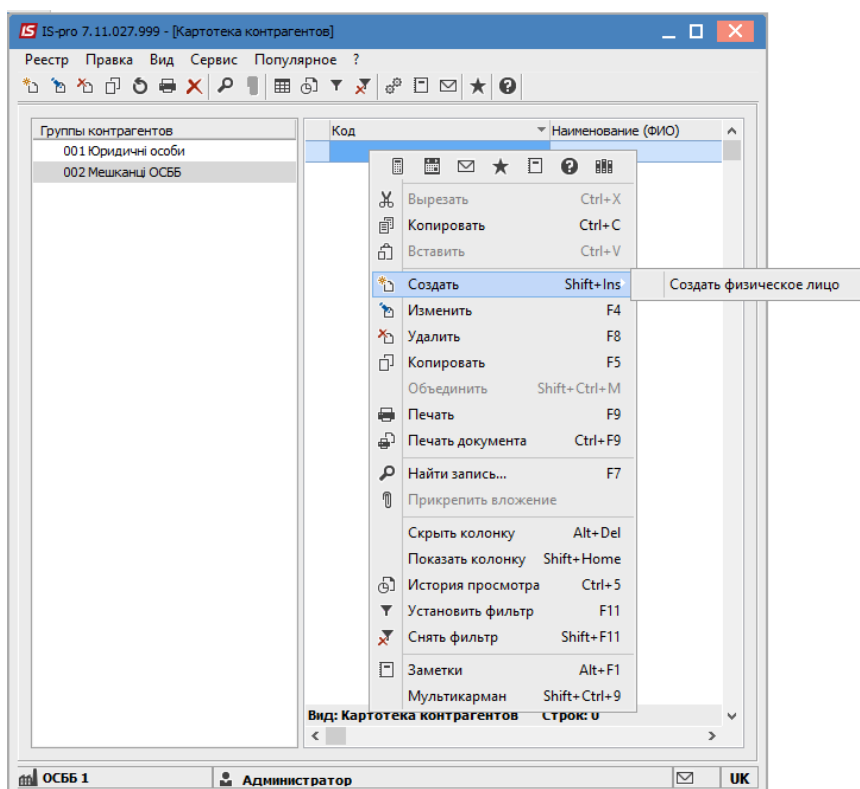 IS-pro 7.11.027.999 - [Картотека контрагентов]
Реестр Правка Вид Сервис Популярное ?
Группы контрагентов
001 Юридичні особи
002 Мешканці ОСББ
Код Наименование (ФИО)
Вырезать Ctrl+X
Копировать Ctrl+C
Вставить Ctrl+V
Создать Shift+Ins
Создать физическое лицо
Изменить F4
Удалить F8
Копировать F5
Объединить Shift+Ctrl+M
Печать F9
Печать документа Ctrl+F9
Найти запись... F7
Прикрепить вложение
Скрыть колонку Alt+Del
Показать колонку Shift+Home
История просмотра Ctrl+5
Установить фильтр F11
Снять фильтр Shift+F11
Заметки Alt+F1
Мультикарман Shift+Ctrl+9
Вид: Картотека контрагентов Строк: 0
ОСББ 1 Администратор UK